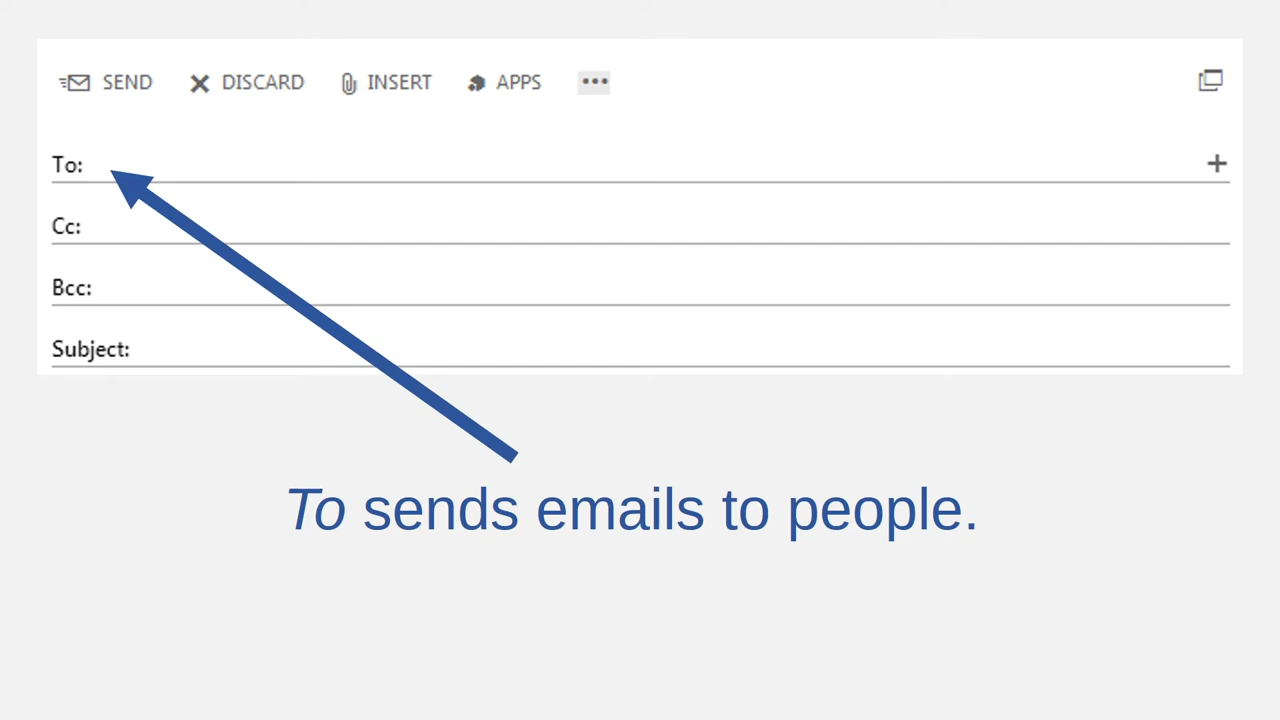 SEND DISCARD INSERT APPS •••
To:
Cc:
Bcc:
Subject:
To sends emails to people.